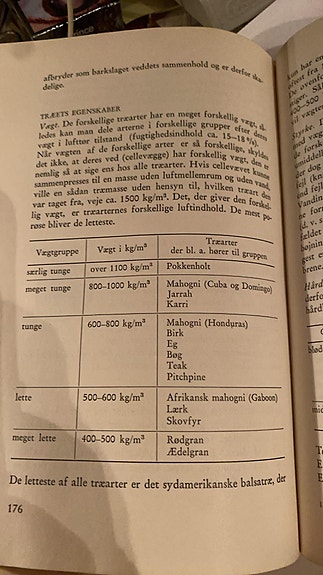 afbryder som barkslaget veddets sammenhold og er derfor ska-
delige.
TRÆETS EGENSKABER
Vægt. De forskellige træarter har en meget forskellig vægt, så-
ledes kan man dele arterne i forskellige grupper efter deres
vægt i lufttør tilstand (fugtighedsindhold ca. 15–18 %).
Når vægten af de forskellige arter er så forskellige, skyldes
det ikke, at deres ved (cellevægge) har forskellig vægt, den er
nemlig så at sige ens hos alle træarter. Hvis cellevævet kunne
sammenpresses til en masse uden luftmellemrum og uden vand,
ville en sådan træmasse uden hensyn til, hvilken træart den
var taget fra, veje ca. 1500 kg/m³. Det, der giver den forskel-
lig vægt, er træarternes forskellige luftindhold. De mest po-
røse bliver de letteste.
Vægtgruppe Vægt i kg/m³ Træarter
der bl. a. hører til gruppen
særlig tunge over 1100 kg/m³ Pokkenholt
meget tunge 800–1000 kg/m³ Mahogni (Cuba og Domingo)
Jarrah
Karri
tunge 600–800 kg/m³ Mahogni (Honduras)
Birk
Eg
Bøg
Teak
Pitchpine
lette 500–600 kg/m³ Afrikansk mahogni (Gaboon)
Lærk
Skovfyr
meget lette 400–500 kg/m³ Rødgran
Ædelgran
De letteste af alle træarter er det sydamerikanske balsatræ, der
176